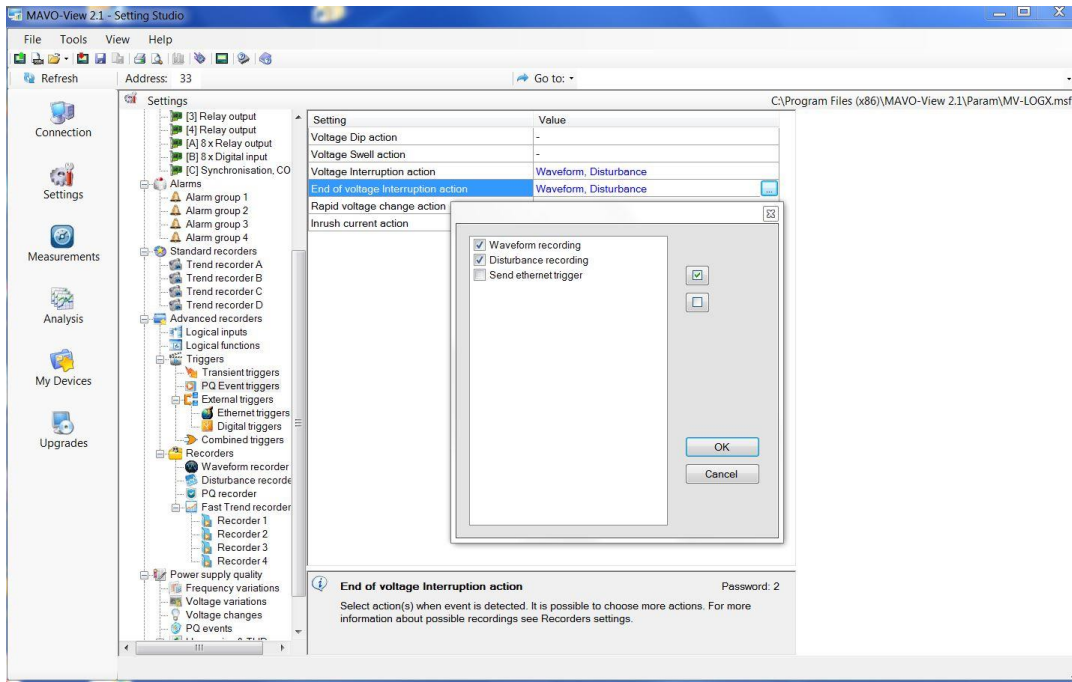 MAVO-View 2.1 - Setting Studio
File Tools View Help
Refresh Address: 33 Go to:
Connection
Settings
Measurements
Analysis
My Devices
Upgrades
Settings C:\Program Files (x86)\MAVO-View 2.1\Param\MV-LOGX.msf
[3] Relay output
[4] Relay output
[A] 8 x Relay output
[B] 8 x Digital input
[C] Synchronisation, CO
Alarms
Alarm group 1
Alarm group 2
Alarm group 3
Alarm group 4
Standard recorders
Trend recorder A
Trend recorder B
Trend recorder C
Trend recorder D
Advanced recorders
Logical inputs
Logical functions
Triggers
Transient triggers
PQ Event triggers
External triggers
Ethernet triggers
Digital triggers
Combined triggers
Recorders
Waveform recorder
Disturbance recorde
PQ recorder
Fast Trend recorder
Recorder 1
Recorder 2
Recorder 3
Recorder 4
Power supply quality
Frequency variations
Voltage variations
Voltage changes
PQ events
Setting Value
Voltage Dip action -
Voltage Swell action -
Voltage Interruption action Waveform, Disturbance
End of voltage Interruption action Waveform, Disturbance ...
Rapid voltage change action
Inrush current action
Waveform recording
Disturbance recording
Send ethernet trigger
OK
Cancel
End of voltage Interruption action Password: 2
Select action(s) when event is detected. It is possible to choose more actions. For more
information about possible recordings see Recorders settings.